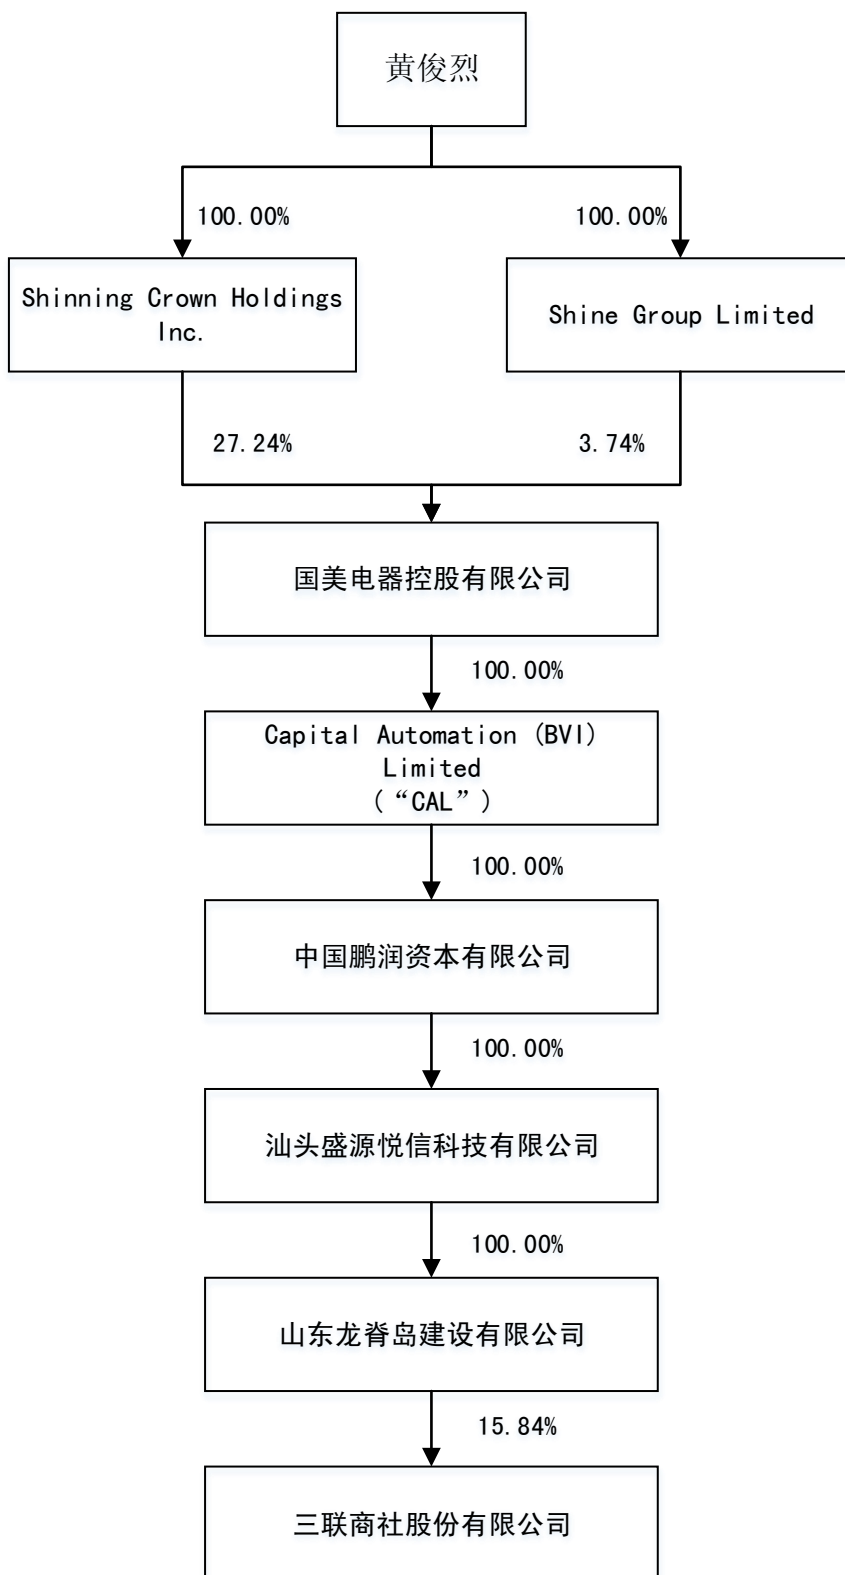 黄俊烈
100.00%
100.00%
Shinning Crown Holdings
Inc.
Shine Group Limited
27.24%
3.74%
国美电器控股有限公司
100.00%
Capital Automation (BVI)
Limited
(“CAL”)
100.00%
中国鹏润资本有限公司
100.00%
汕头盛源悦信科技有限公司
100.00%
山东龙脊岛建设有限公司
15.84%
三联商社股份有限公司